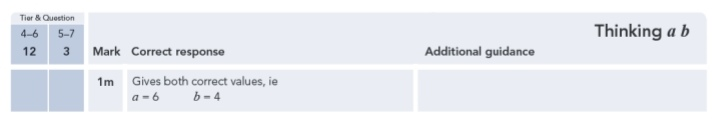 Tier & Question
Thinking a b
4–6 5–7
12 3 Mark Correct response Additional guidance
1m Gives both correct values, ie
a = 6 b = 4